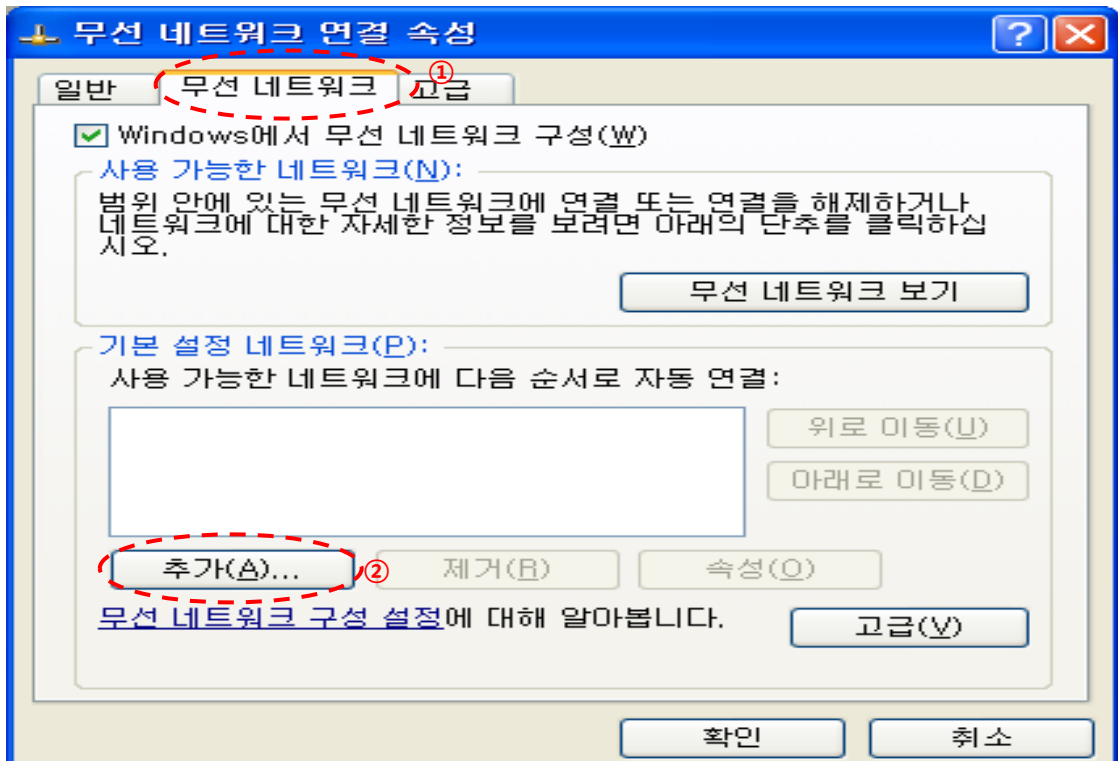 무선 네트워크 연결 속성
일반 무선 네트워크 ① 고급
Windows에서 무선 네트워크 구성(W)
사용 가능한 네트워크(N):
범위 안에 있는 무선 네트워크에 연결 또는 연결을 해제하거나
네트워크에 대한 자세한 정보를 보려면 아래의 단추를 클릭하십
시오.
무선 네트워크 보기
기본 설정 네트워크(P):
사용 가능한 네트워크에 다음 순서로 자동 연결:
위로 이동(U)
아래로 이동(D)
추가(A)... ② 제거(R) 속성(O)
무선 네트워크 구성 설정에 대해 알아봅니다.
고급(V)
확인 취소